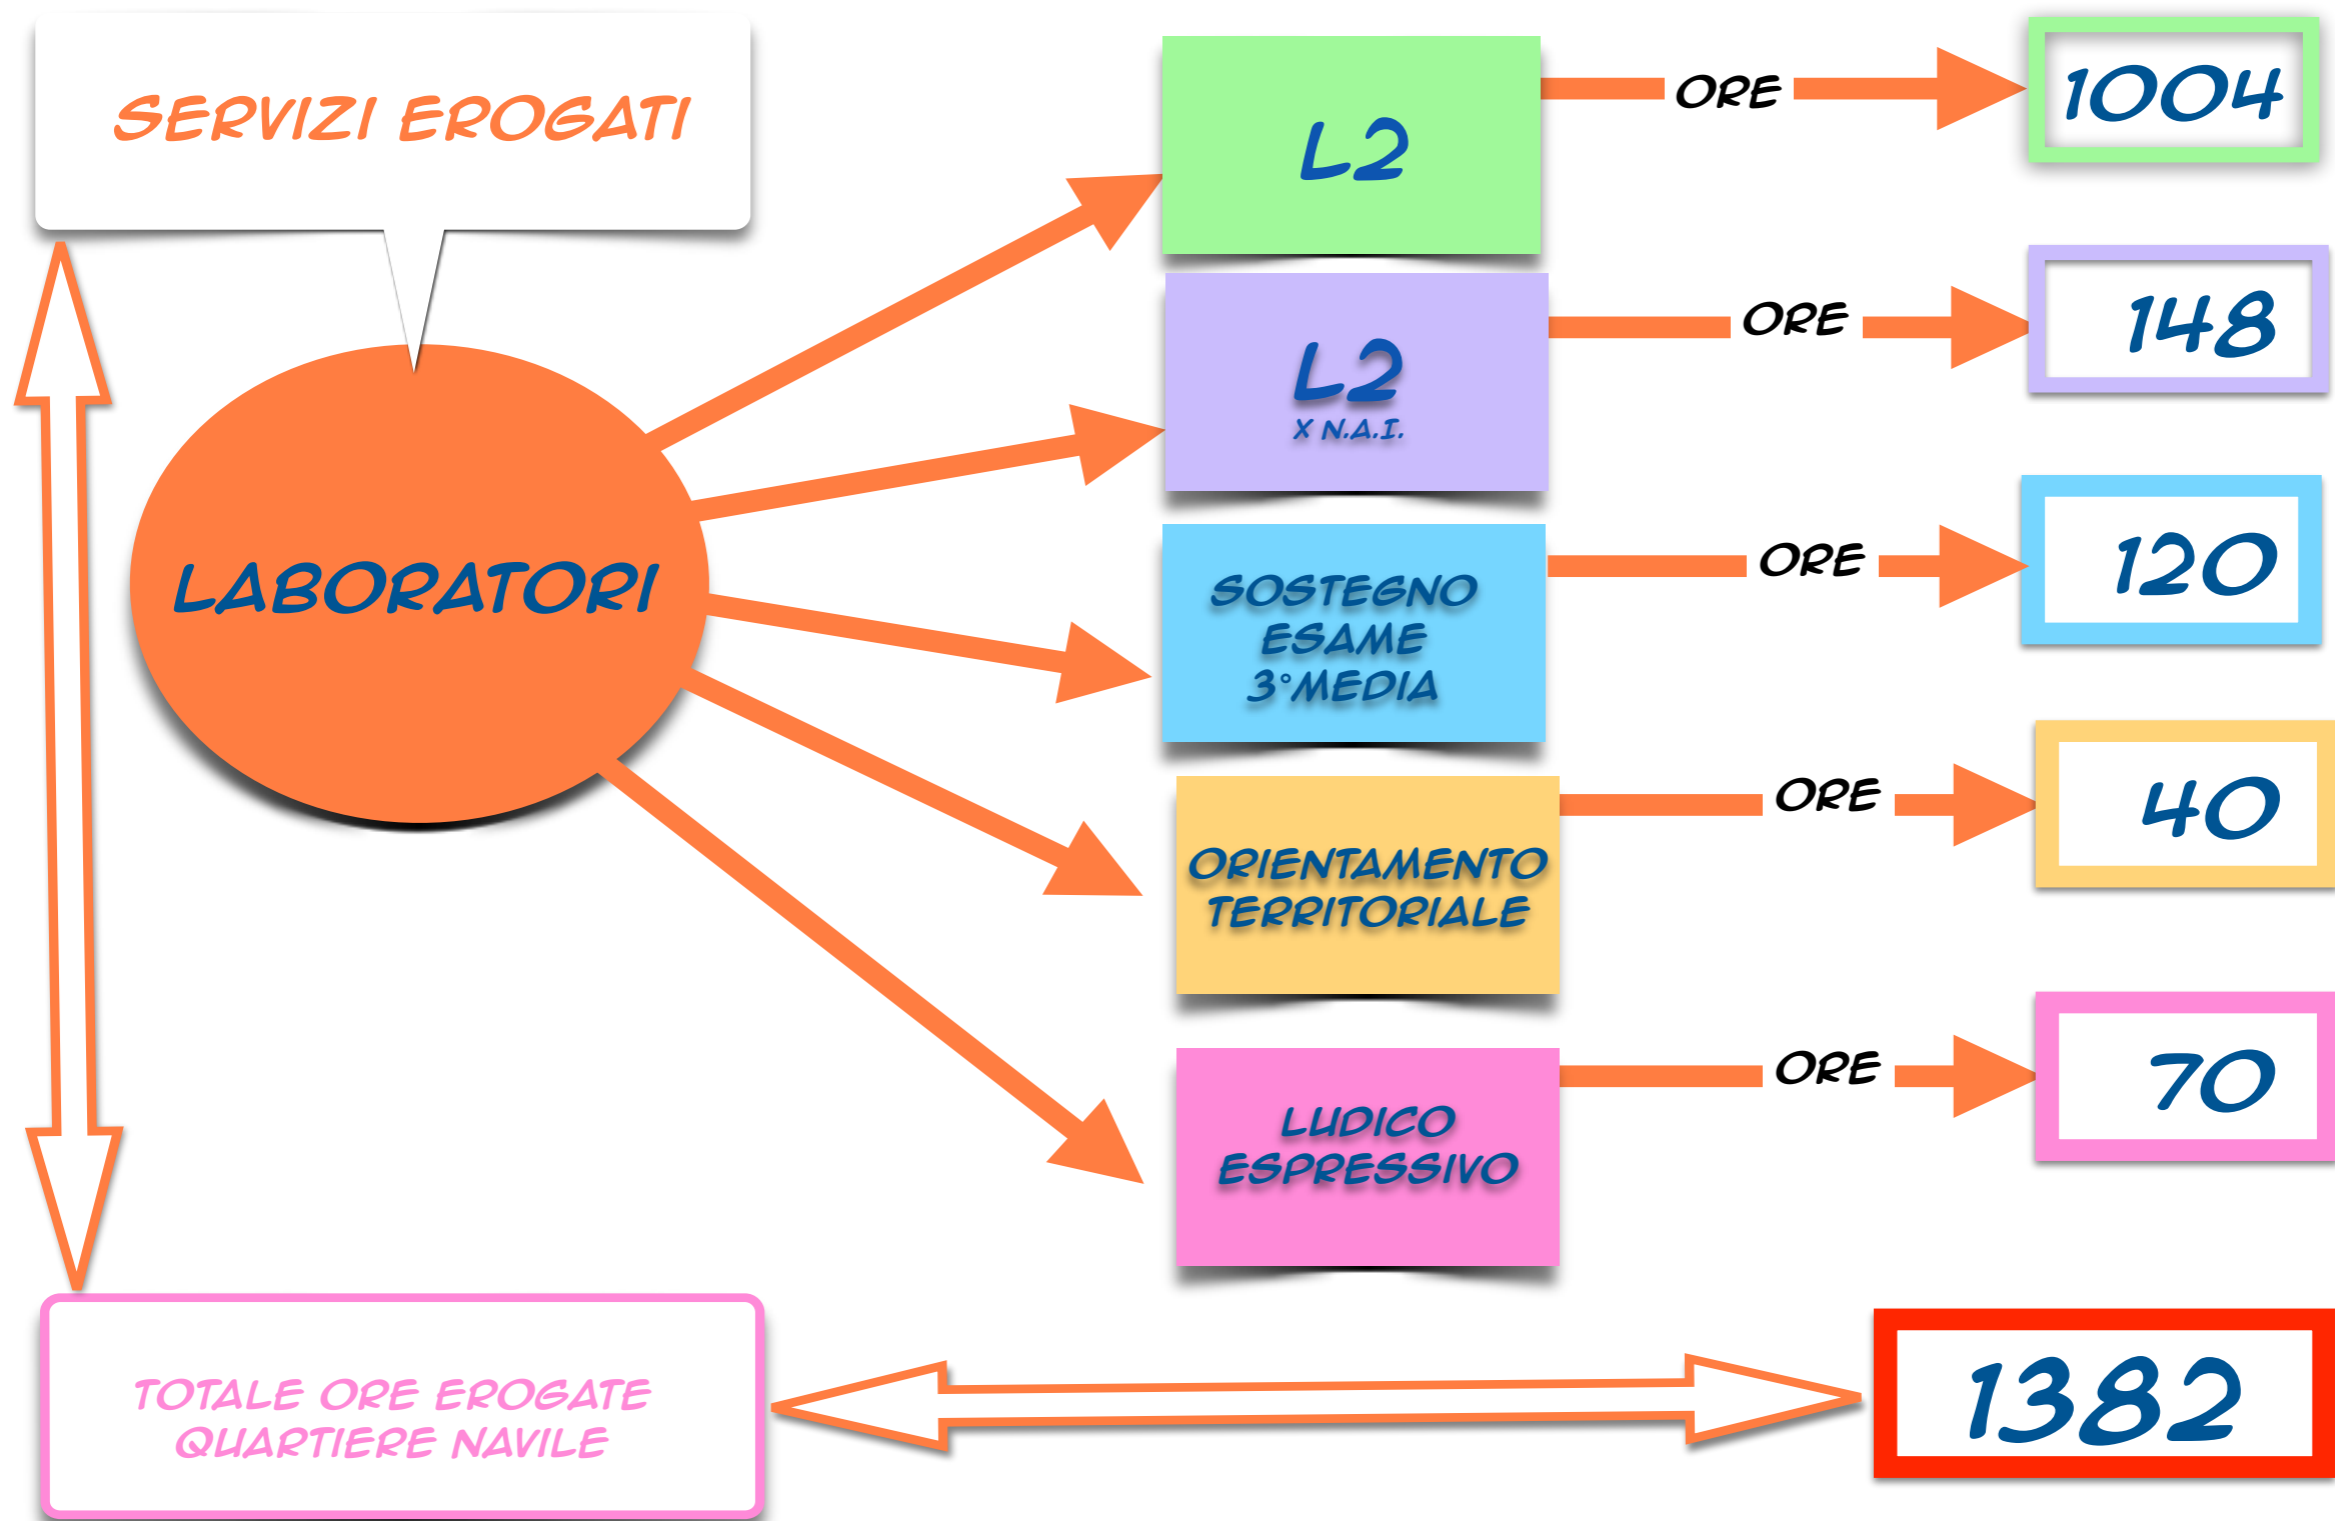 SERVIZI EROGATI
LABORATORI
L2
ORE
1004
L2
X N.A.I.
ORE
148
SOSTEGNO
ESAME
3°MEDIA
ORE
120
ORIENTAMENTO
TERRITORIALE
ORE
40
LUDICO
ESPRESSIVO
ORE
70
TOTALE ORE EROGATE
QUARTIERE NAVILE
1382